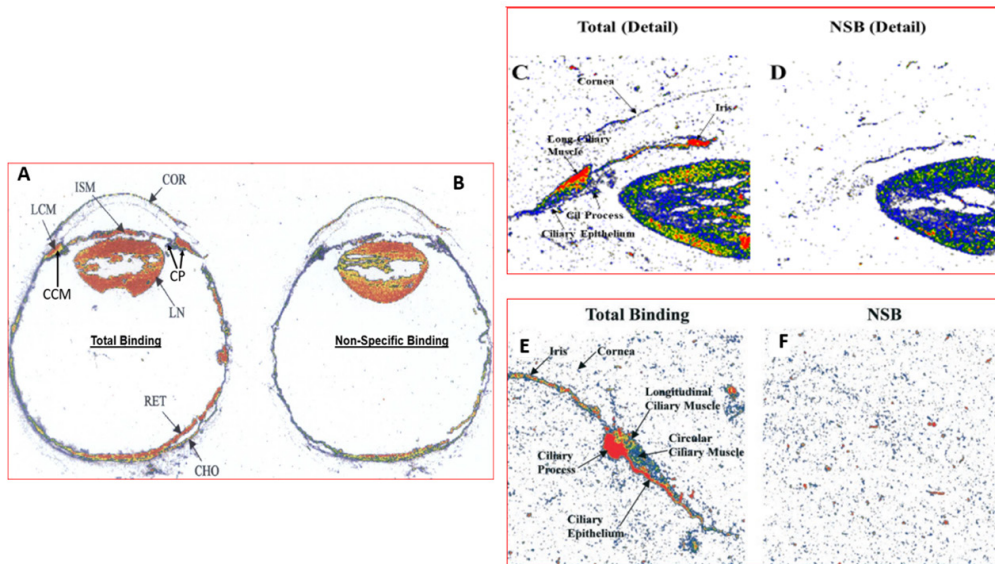 A
B
ISM
COR
LCM
CCM
CP
LN
Total Binding
Non-Specific Binding
RET
CHO
Total (Detail)
NSB (Detail)
C
D
Cornea
Iris
Long Ciliary
Muscle
Cil Process
Ciliary Epithelium
Total Binding
NSB
E
F
Iris
Cornea
Longitudinal
Ciliary Muscle
Circular
Ciliary Muscle
Ciliary
Process
Ciliary
Epithelium